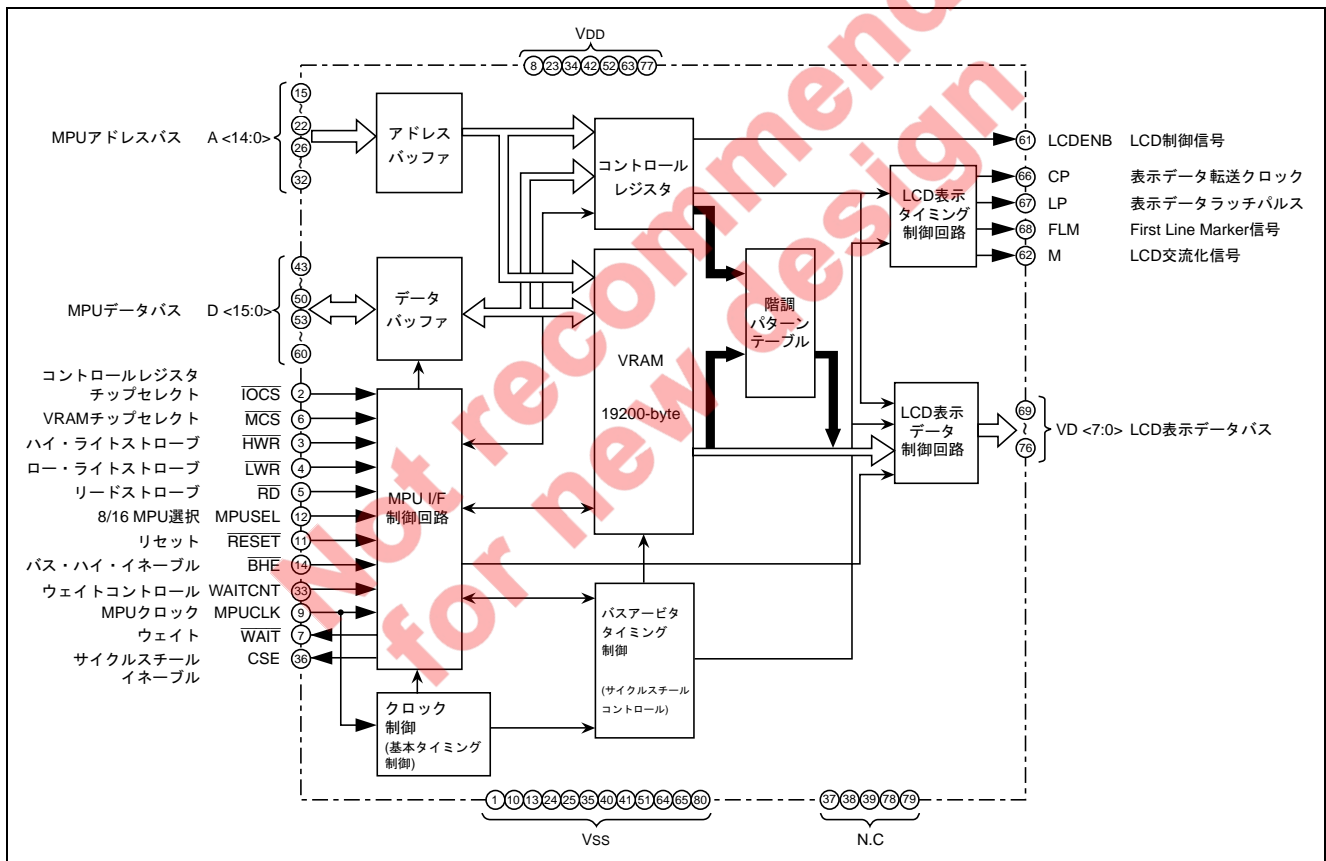 VDD
8 23 34 42 52 63 77
MPUアドレスバス A <14:0>
15
~
22
26
~
32
アドレス
バッファ
コントロール
レジスタ
61 LCDENB LCD制御信号
LCD表示
タイミング
制御回路
66 CP 表示データ転送クロック
67 LP 表示データラッチパルス
68 FLM First Line Marker信号
62 M LCD交流化信号
MPUデータバス D <15:0>
43
~
50
53
~
60
データ
バッファ
VRAM
19200-byte
階調
パターン
テーブル
LCD表示
データ
制御回路
69
~
76
VD <7:0> LCD表示データバス
コントロールレジスタ
チップセレクト IOCS 2
VRAMチップセレクト MCS 6
ハイ・ライトストローブ HWR 3
ロー・ライトストローブ LWR 4
リードストローブ RD 5
8/16 MPU選択 MPUSEL 12
リセット RESET 11
バス・ハイ・イネーブル BHE 14
ウェイトコントロール WAITCNT 33
MPUクロック MPUCLK 9
ウェイト WAIT 7
サイクルスチール CSE 36
イネーブル
MPU I/F
制御回路
クロック
制御
(基本タイミング
制御)
バスアービタ
タイミング
制御
(サイクルスチール
コントロール)
1 10 13 24 25 35 40 41 51 64 65 80
VSS
37 38 39 78 79
N.C
Not recommend
for new design